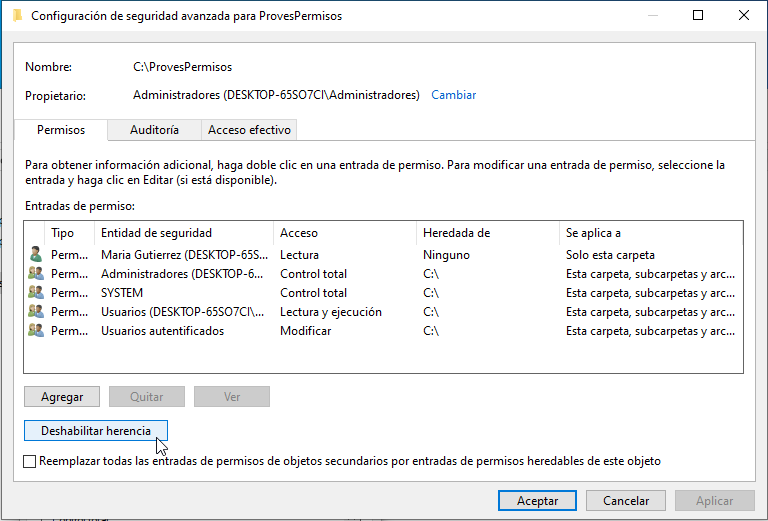 Configuración de seguridad avanzada para ProvesPermisos
Nombre: C:\ProvesPermisos
Propietario: Administradores (DESKTOP-65SO7CI\Administradores) Cambiar
Permisos Auditoría Acceso efectivo
Para obtener información adicional, haga doble clic en una entrada de permiso. Para modificar una entrada de permiso, seleccione la
entrada y haga clic en Editar (si está disponible).
Entradas de permiso:
Tipo Entidad de seguridad Acceso Heredada de Se aplica a
Perm... Maria Gutierrez (DESKTOP-65S... Lectura Ninguno Solo esta carpeta
Perm... Administradores (DESKTOP-6... Control total C:\ Esta carpeta, subcarpetas y arc...
Perm... SYSTEM Control total C:\ Esta carpeta, subcarpetas y arc...
Perm... Usuarios (DESKTOP-65SO7CI\... Lectura y ejecución C:\ Esta carpeta, subcarpetas y arc...
Perm... Usuarios autentificados Modificar C:\ Esta carpeta, subcarpetas y arc...
Agregar Quitar Ver
Deshabilitar herencia
Reemplazar todas las entradas de permisos de objetos secundarios por entradas de permisos heredables de este objeto
Aceptar Cancelar Aplicar